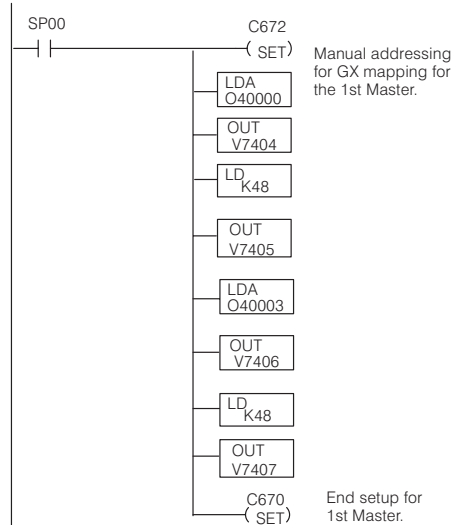 SP00
C672
SET
Manual addressing
for GX mapping for
the 1st Master.
LDA
O40000
OUT
V7404
LD
K48
OUT
V7405
LDA
O40003
OUT
V7406
LD
K48
OUT
V7407
C670
SET
End setup for
1st Master.